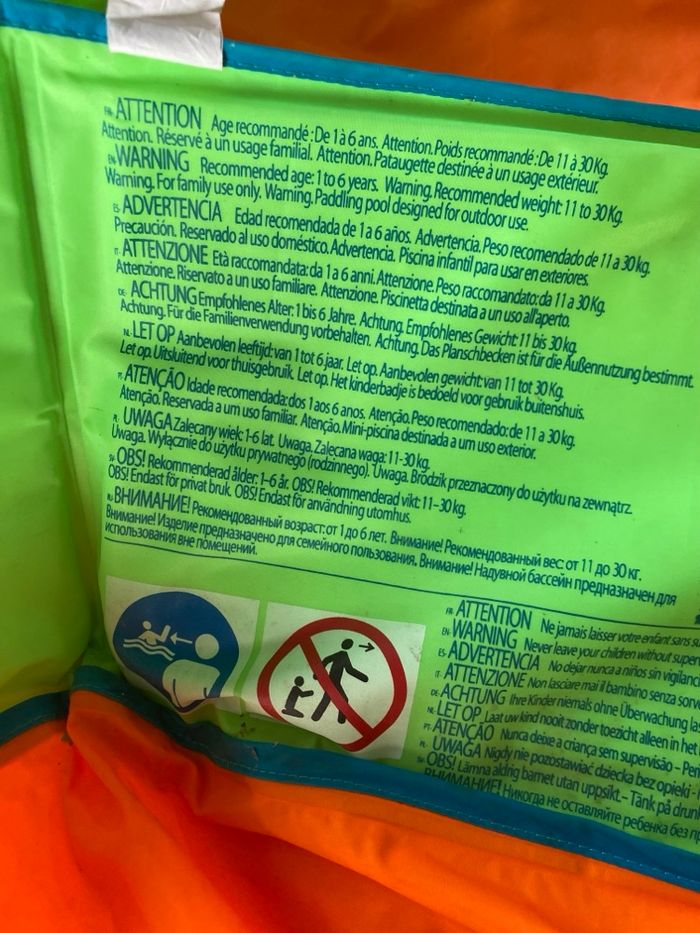 FR ATTENTION Age recommandé : De 1 à 6 ans. Attention. Poids recommandé : De 11 à 30 Kg.
Attention. Réservé à un usage familial. Attention. Pataugette destinée à un usage extérieur.
EN WARNING Recommended age: 1 to 6 years. Warning. Recommended weight: 11 to 30 Kg.
Warning. For family use only. Warning. Paddling pool designed for outdoor use.
ES ADVERTENCIA Edad recomendada de 1 a 6 años. Advertencia. Peso recomendado de 11 a 30 kg.
Precaución. Reservado al uso doméstico. Advertencia. Piscina infantil para usar en exteriores.
IT ATTENZIONE Età raccomandata: da 1 a 6 anni. Attenzione. Peso raccomandato: da 11 a 30 Kg.
Attenzione. Riservato a un uso familiare. Attenzione. Piscinetta destinata a un uso all'aperto.
DE ACHTUNG Empfohlenes Alter: 1 bis 6 Jahre. Achtung. Empfohlenes Gewicht: 11 bis 30 kg.
Achtung. Für die Familienverwendung vorbehalten. Achtung. Das Planschbecken ist für die Außennutzung bestimmt.
NL LET OP Aanbevolen leeftijd: van 1 tot 6 jaar. Let op. Aanbevolen gewicht: van 11 tot 30 Kg.
Let op. Uitsluitend voor thuisgebruik. Let op. Het kinderbadje is bedoeld voor gebruik buitenshuis.
PT ATENÇÃO Idade recomendada: dos 1 aos 6 anos. Atenção. Peso recomendado: de 11 a 30 kg.
Atenção. Reservada a um uso familiar. Atenção. Mini-piscina destinada a um uso exterior.
PL UWAGA Zalecany wiek: 1-6 lat. Uwaga. Zalecana waga: 11-30 kg.
Uwaga. Wyłącznie do użytku prywatnego (rodzinnego). Uwaga. Brodzik przeznaczony do użytku na zewnątrz.
SV OBS! Rekommenderad ålder: 1–6 år. OBS! Rekommenderad vikt: 11–30 kg.
OBS! Endast för privat bruk. OBS! Endast för användning utomhus.
RU ВНИМАНИЕ! Рекомендованный возраст: от 1 до 6 лет. Внимание! Рекомендованный вес: от 11 до 30 кг.
Внимание! Изделие предназначено для семейного пользования. Внимание! Надувной бассейн предназначен для
использования вне помещений.
FR ATTENTION Ne jamais laisser votre enfant sans
EN WARNING Never leave your children without
ES ADVERTENCIA No dejar nunca a niños sin
IT ATTENZIONE Non lasciare mai il bambino senza
DE ACHTUNG Ihre Kinder niemals ohne Überwachung
NL LET OP Laat uw kind nooit zonder toezicht alleen in het
PT ATENÇÃO Nunca deixe a criança sem supervisão –
PL UWAGA Nigdy nie pozostawiać dziecka bez opieki -
SV OBS! Lämna aldrig barnet utan uppsikt. – Tänk på
ВНИМАНИЕ! Никогда не оставляйте ребенка без